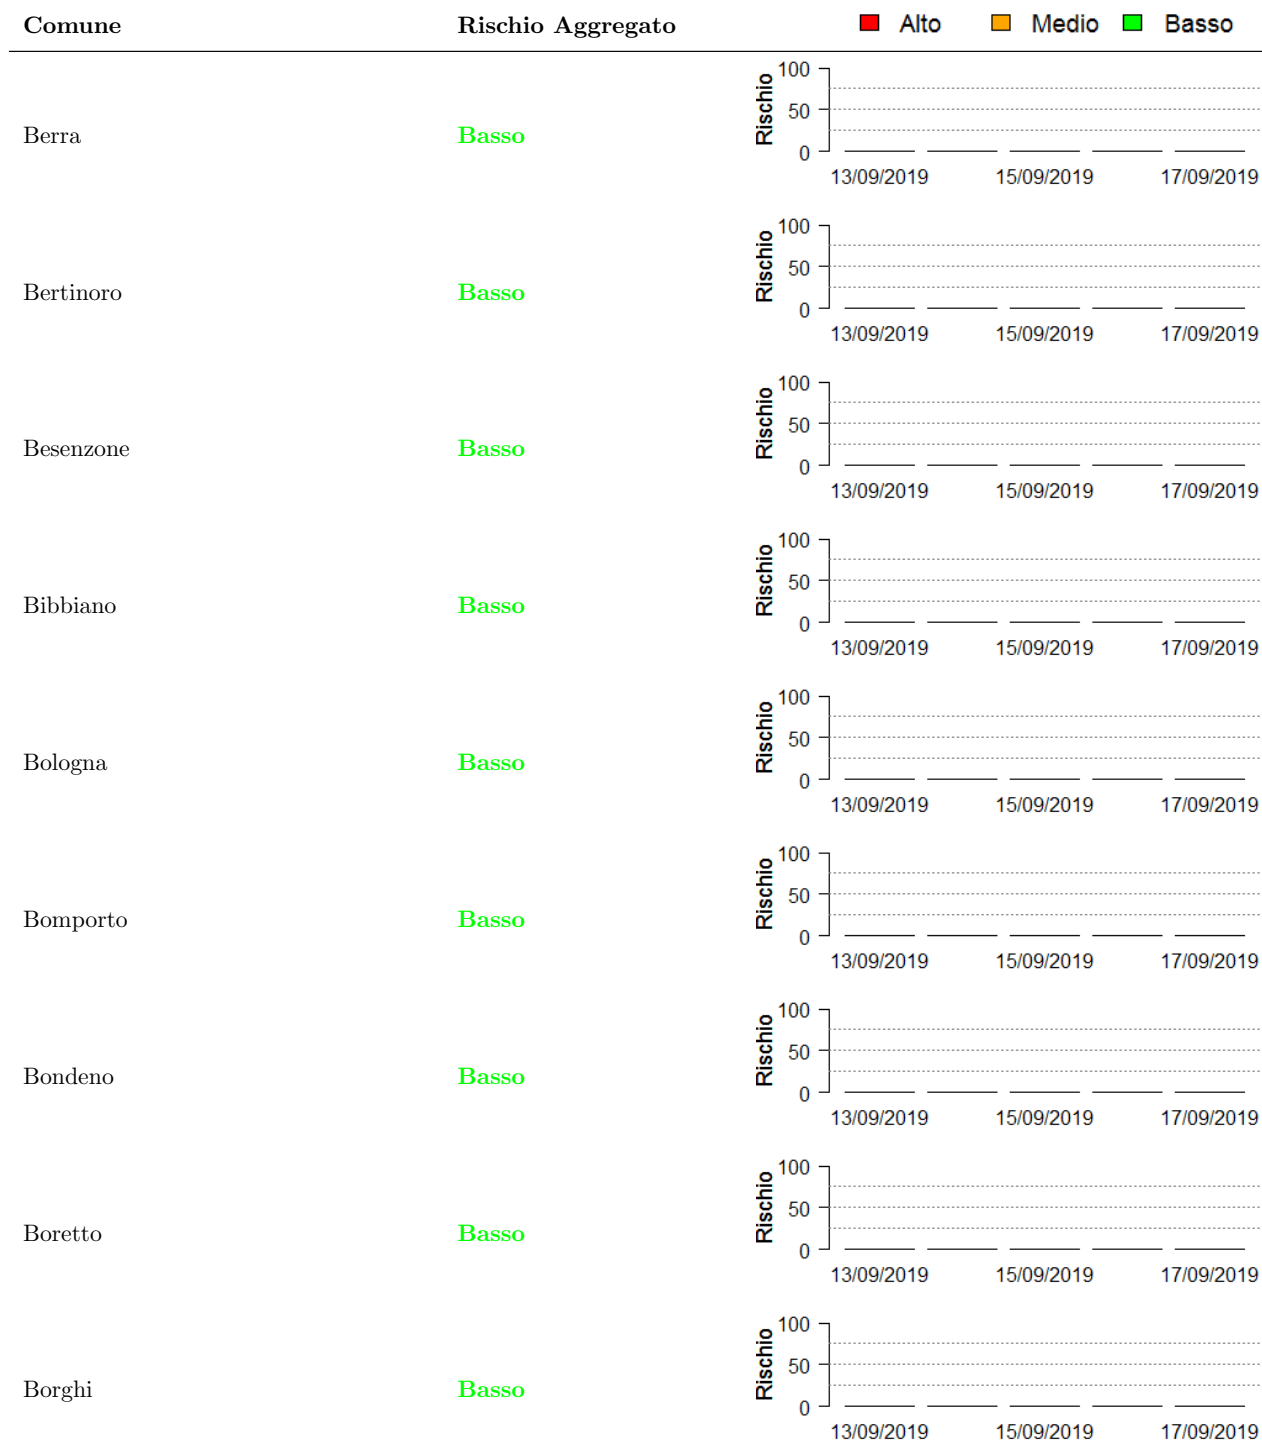 Comune Rischio Aggregato Alto Medio Basso
Berra Basso
Rischio
100
50
0
13/09/2019 15/09/2019 17/09/2019
Bertinoro Basso
Rischio
100
50
0
13/09/2019 15/09/2019 17/09/2019
Besenzone Basso
Rischio
100
50
0
13/09/2019 15/09/2019 17/09/2019
Bibbiano Basso
Rischio
100
50
0
13/09/2019 15/09/2019 17/09/2019
Bologna Basso
Rischio
100
50
0
13/09/2019 15/09/2019 17/09/2019
Bomporto Basso
Rischio
100
50
0
13/09/2019 15/09/2019 17/09/2019
Bondeno Basso
Rischio
100
50
0
13/09/2019 15/09/2019 17/09/2019
Boretto Basso
Rischio
100
50
0
13/09/2019 15/09/2019 17/09/2019
Borghi Basso
Rischio
100
50
0
13/09/2019 15/09/2019 17/09/2019